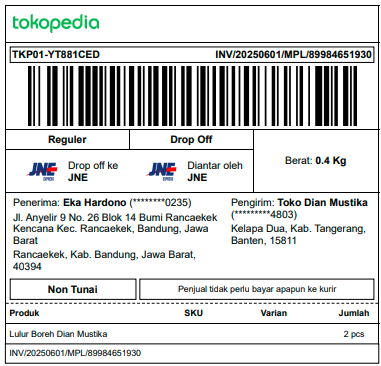 tokopedia
TKP01-YT881CED INV/20250601/MPL/89984651930
Reguler Drop Off
Berat: 0.4 Kg
JNE EXPRESS Drop off ke JNE
JNE EXPRESS Diantar oleh JNE
Penerima: Eka Hardono (********0235)
Jl. Anyelir 9 No. 26 Blok 14 Bumi Rancaekek
Kencana Kec. Rancaekek, Bandung, Jawa
Barat
Rancaekek, Kab. Bandung, Jawa Barat,
40394
Pengirim: Toko Dian Mustika
(*********4803)
Kelapa Dua, Kab. Tangerang,
Banten, 15811
Non Tunai
Penjual tidak perlu bayar apapun ke kurir
Produk SKU Varian Jumlah
Lulur Boreh Dian Mustika 2 pcs
INV/20250601/MPL/89984651930